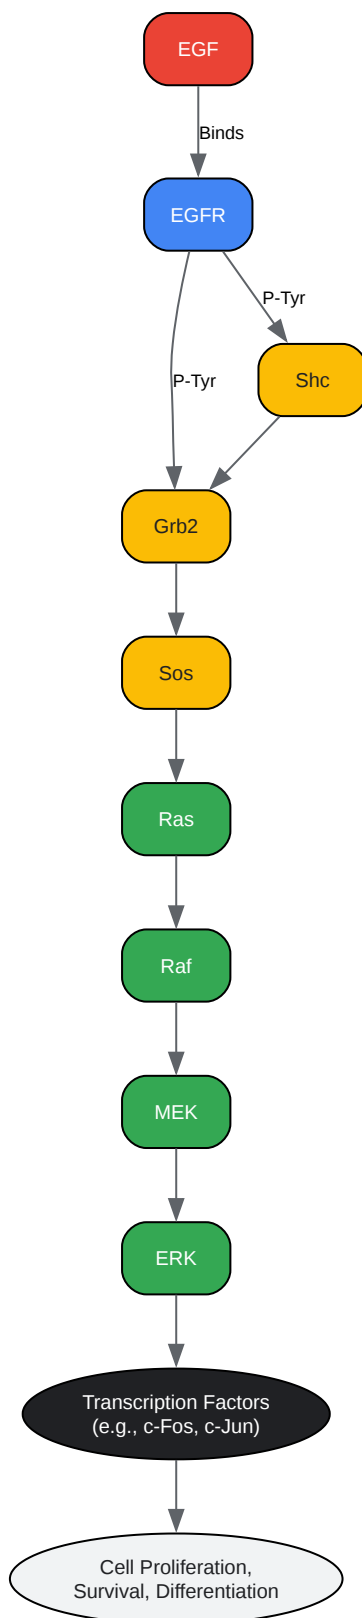 EGF
Binds
EGFR
P-Tyr
Shc
P-Tyr
Grb2
Sos
Ras
Raf
MEK
ERK
Transcription Factors
(e.g., c-Fos, c-Jun)
Cell Proliferation,
Survival, Differentiation